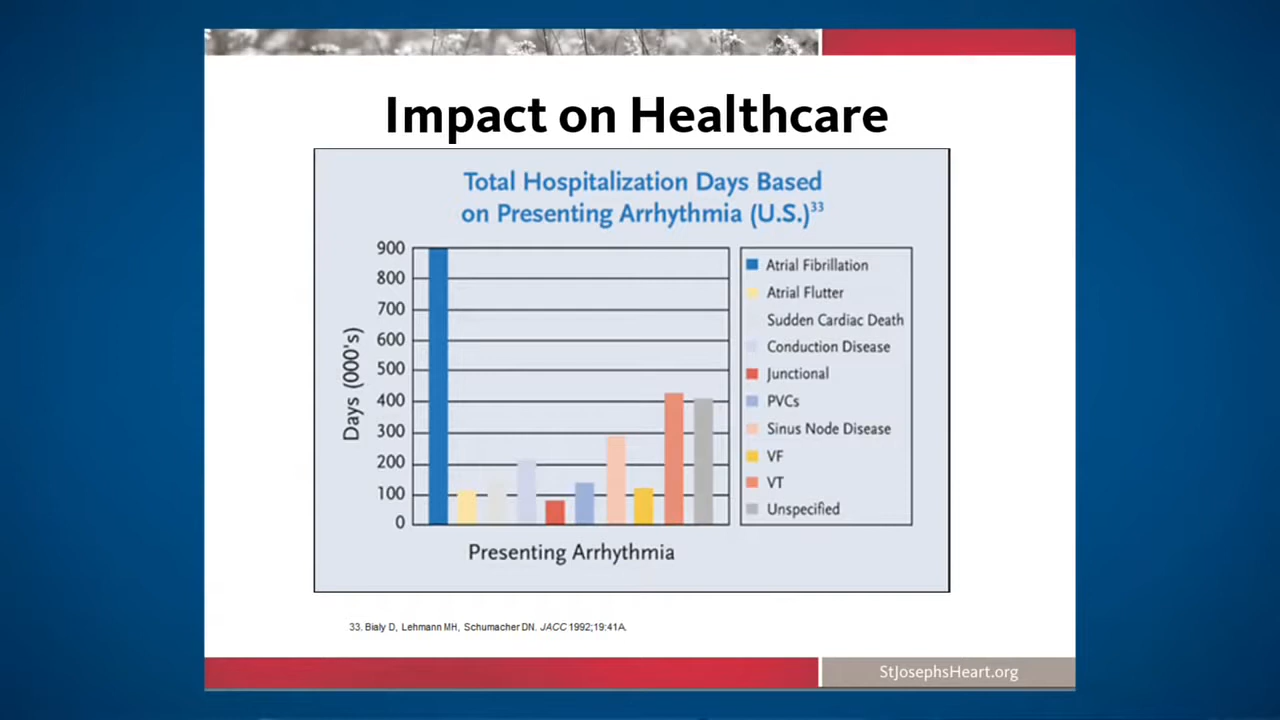 Impact on Healthcare
Total Hospitalization Days Based
on Presenting Arrhythmia (U.S.)33
Days (000's)
900
800
700
600
500
400
300
200
100
0
Presenting Arrhythmia
Atrial Fibrillation
Atrial Flutter
Sudden Cardiac Death
Conduction Disease
Junctional
PVCs
Sinus Node Disease
VF
VT
Unspecified
33. Bialy D, Lehmann MH, Schumacher DN. JACC 1992;19:41A.
StJosephsHeart.org